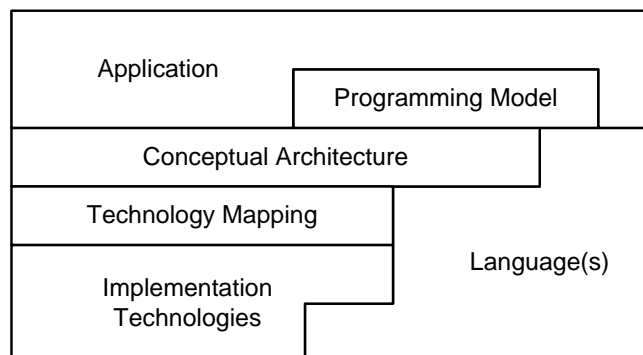 Application
Programming Model
Conceptual Architecture
Technology Mapping
Language(s)
Implementation
Technologies